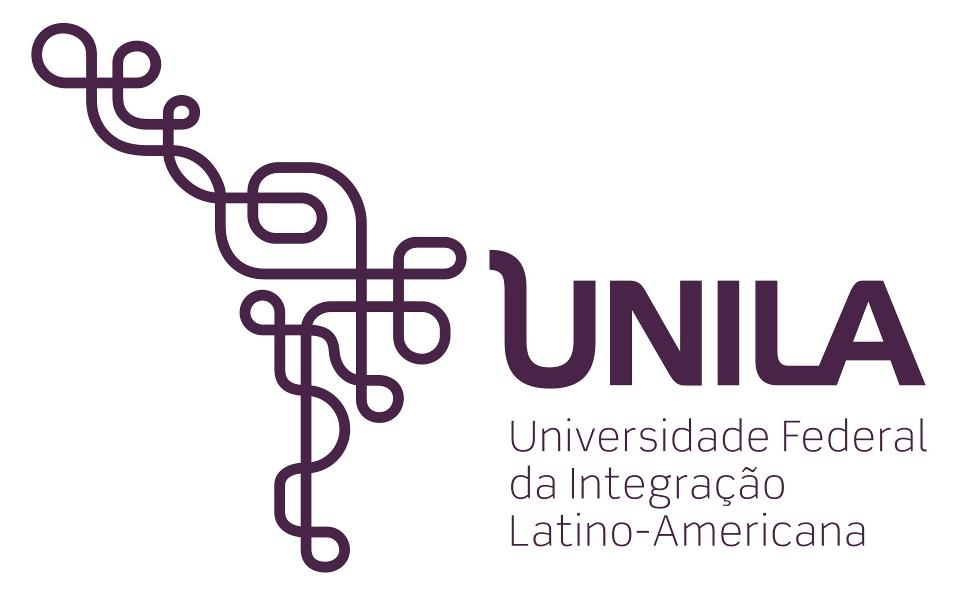 UNILA
Universidade Federal
da Integração
Latino-Americana